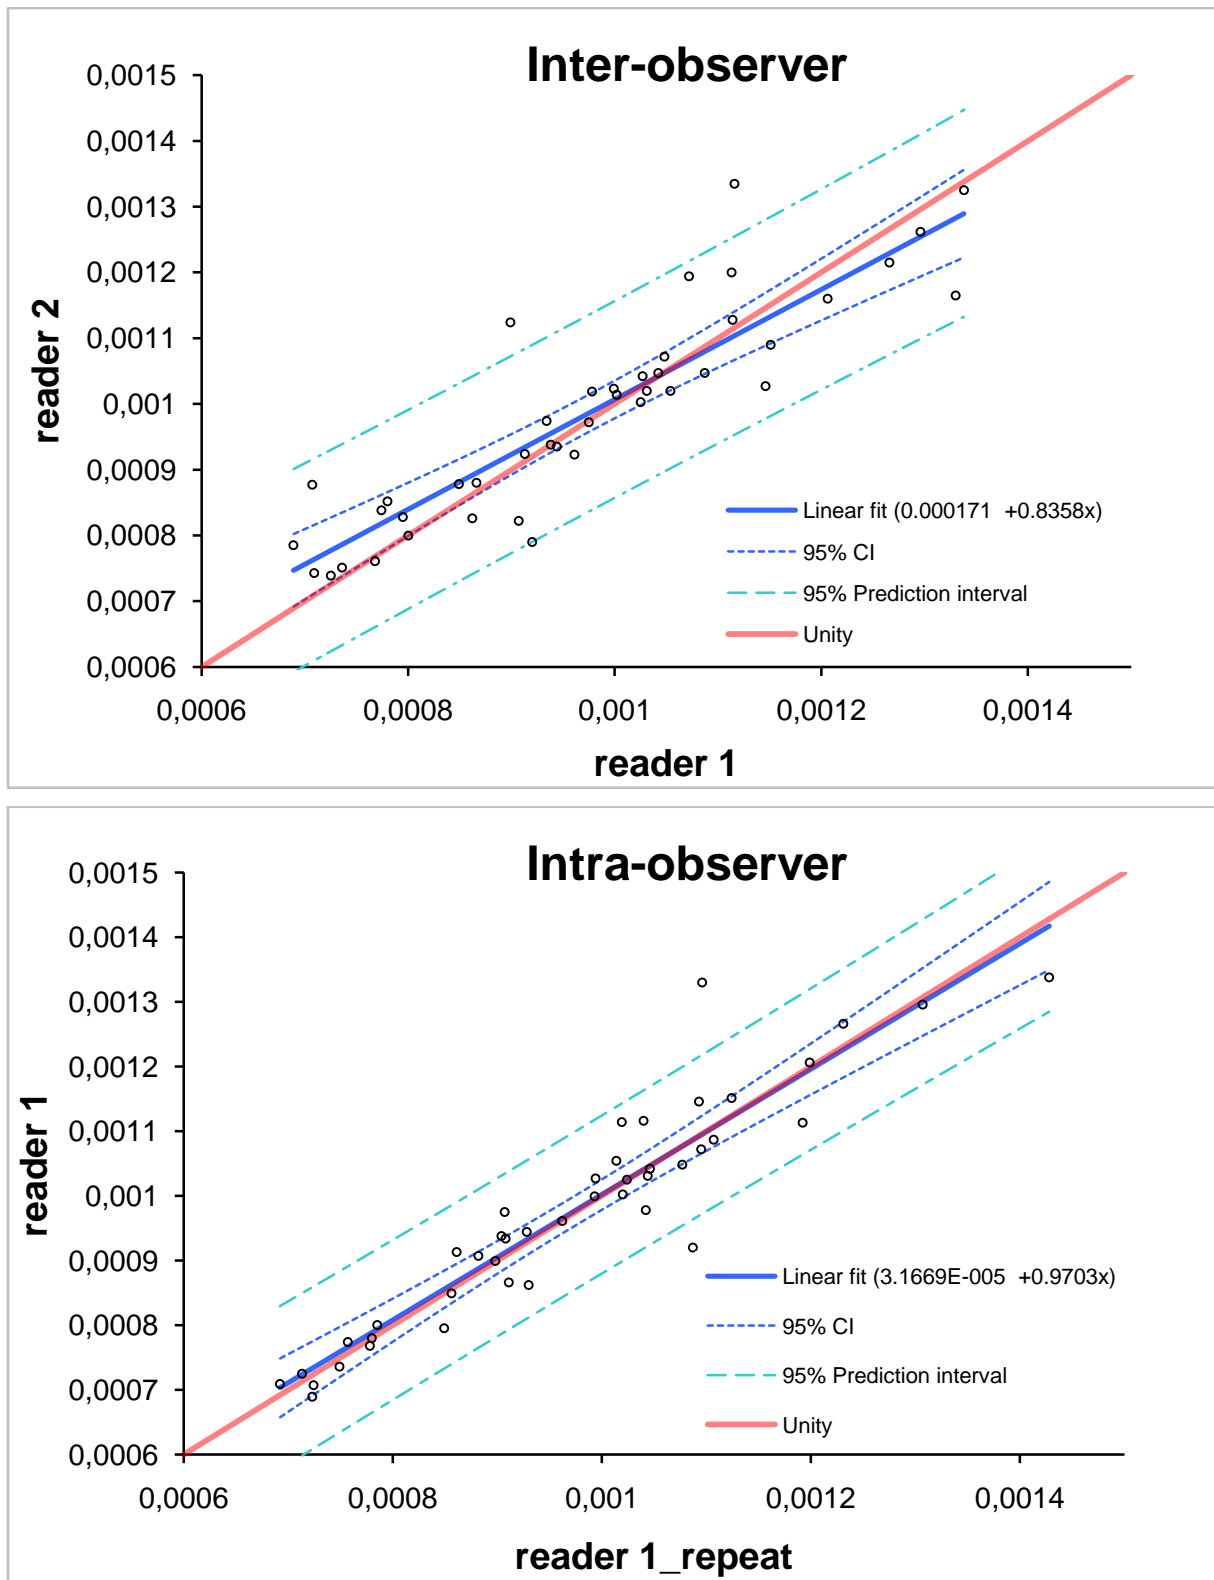 Inter-observer
0,0015
0,0014
0,0013
0,0012
0,0011
0,001
0,0009
0,0008
0,0007
0,0006
reader 2
Linear fit (0.000171 +0.8358x)
95% CI
95% Prediction interval
Unity
0,0006 0,0008 0,001 0,0012 0,0014
reader 1
Intra-observer
0,0015
0,0014
0,0013
0,0012
0,0011
0,001
0,0009
0,0008
0,0007
0,0006
reader 1
Linear fit (3.1669E-005 +0.9703x)
95% CI
95% Prediction interval
Unity
0,0006 0,0008 0,001 0,0012 0,0014
reader 1_repeat